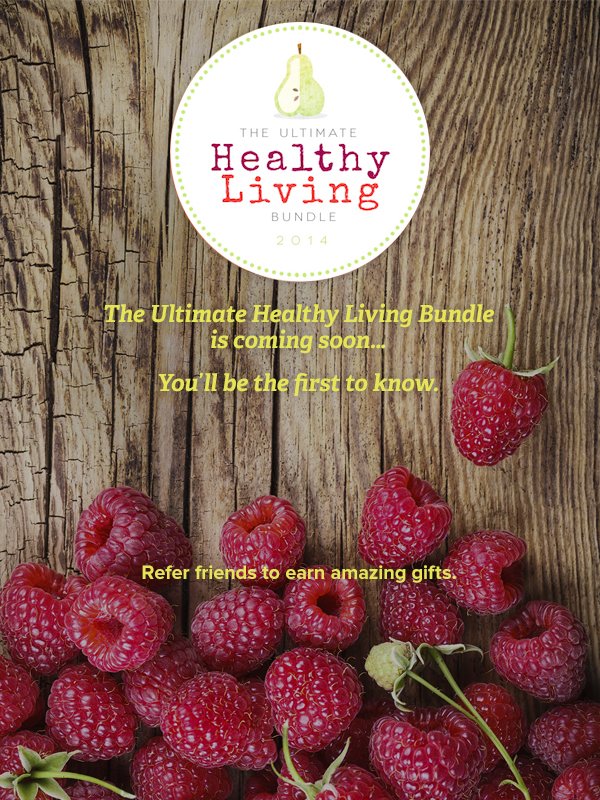 THE ULTIMATE
Healthy
Living
BUNDLE
2014
The Ultimate Healthy Living Bundle
is coming soon...
You'll be the first to know.
Refer friends to earn amazing gifts.